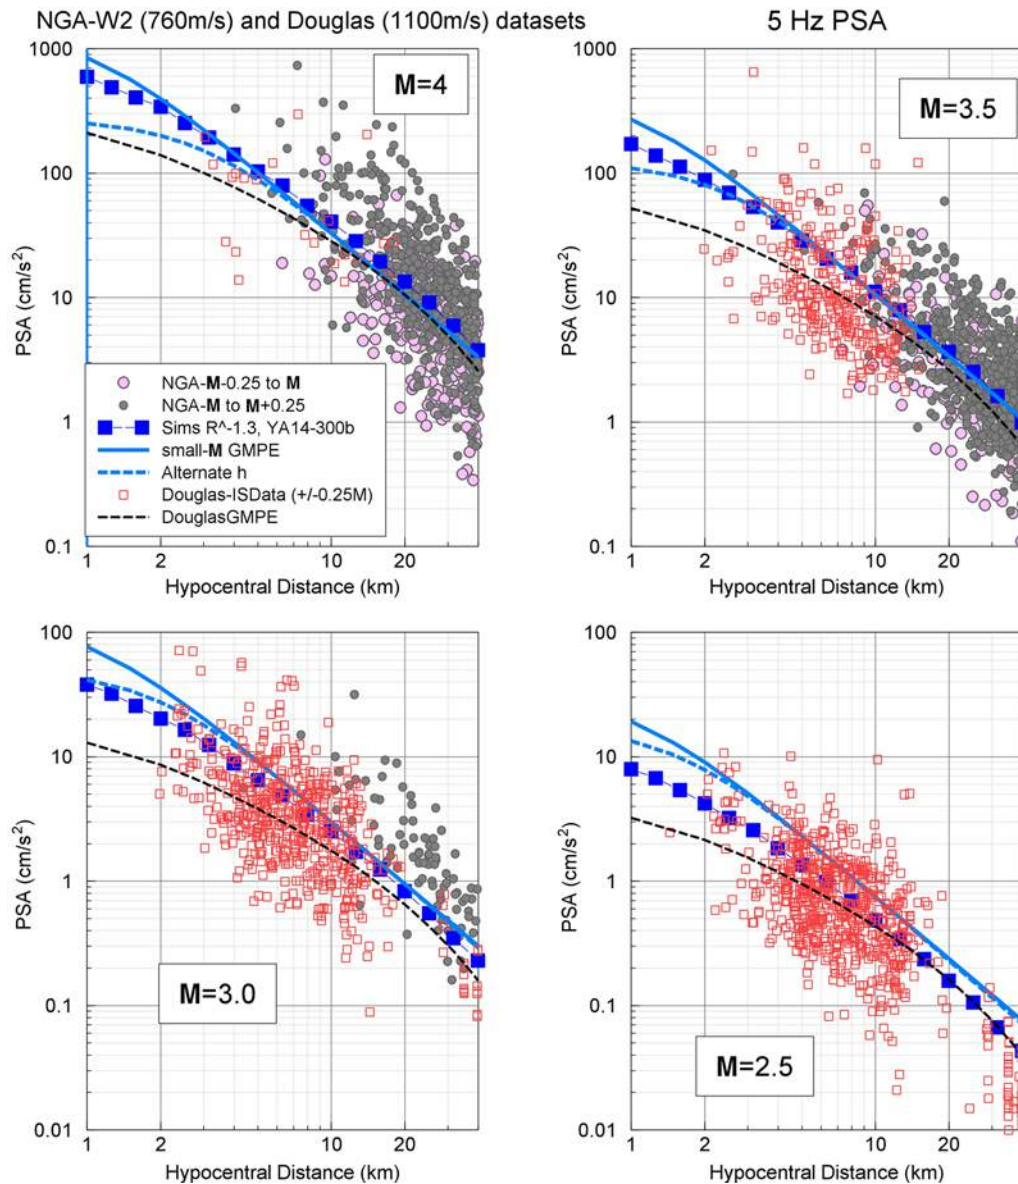 NGA-W2 (760m/s) and Douglas (1100m/s) datasets
5 Hz PSA
1000
100
10
1
0.1
PSA (cm/s²)
M=4
NGA-M-0.25 to M
NGA-M to M+0.25
Sims R^-1.3, YA14-300b
small-M GMPE
Alternate h
Douglas-ISData (+/-0.25M)
DouglasGMPE
1 2 10 20
Hypocentral Distance (km)
1000
100
10
1
0.1
PSA (cm/s²)
M=3.5
1 2 10 20
Hypocentral Distance (km)
100
10
1
0.1
0.01
PSA (cm/s²)
M=3.0
1 2 10 20
Hypocentral Distance (km)
100
10
1
0.1
0.01
PSA (cm/s²)
M=2.5
1 2 10 20
Hypocentral Distance (km)